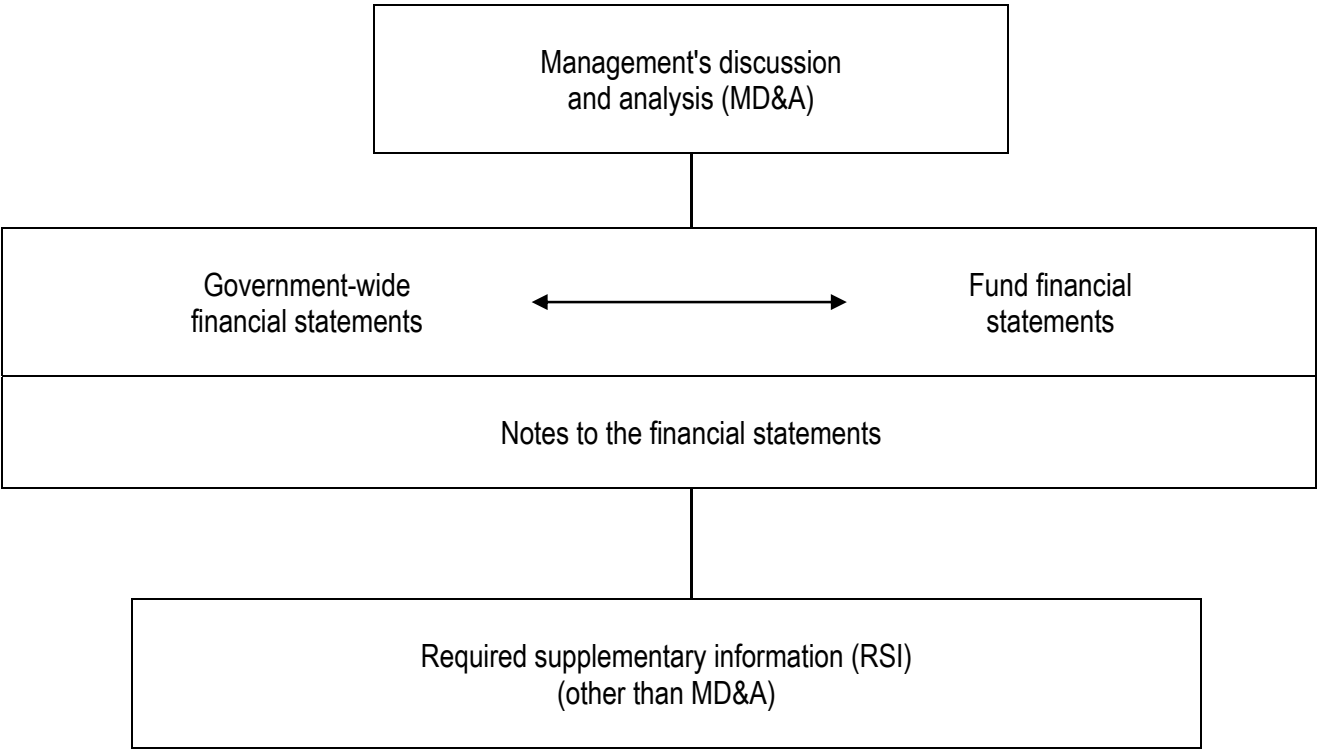 Management's discussion
and analysis (MD&A)
Government-wide
financial statements
Fund financial
statements
Notes to the financial statements
Required supplementary information (RSI)
(other than MD&A)